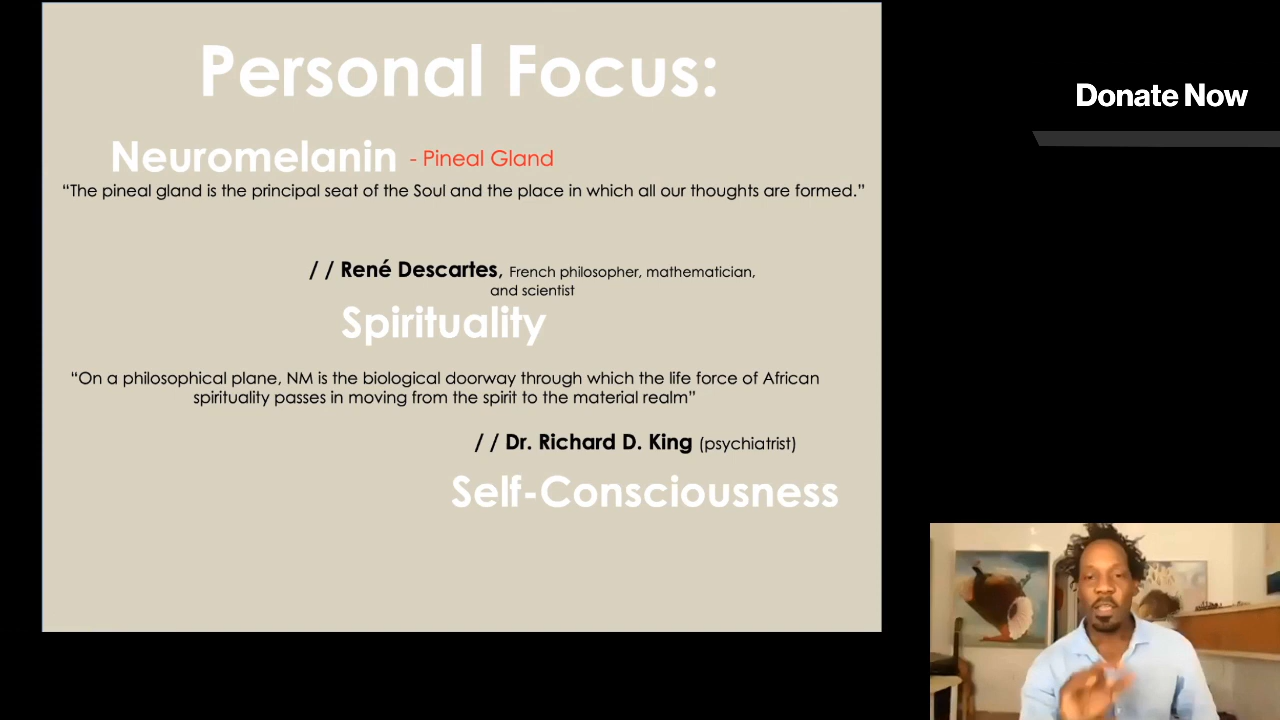 Personal Focus:
Donate Now
Neuromelanin - Pineal Gland
“The pineal gland is the principal seat of the Soul and the place in which all our thoughts are formed.”
/ / René Descartes, French philosopher, mathematician,
and scientist
Spirituality
“On a philosophical plane, NM is the biological doorway through which the life force of African
spirituality passes in moving from the spirit to the material realm”
/ / Dr. Richard D. King (psychiatrist)
Self-Consciousness